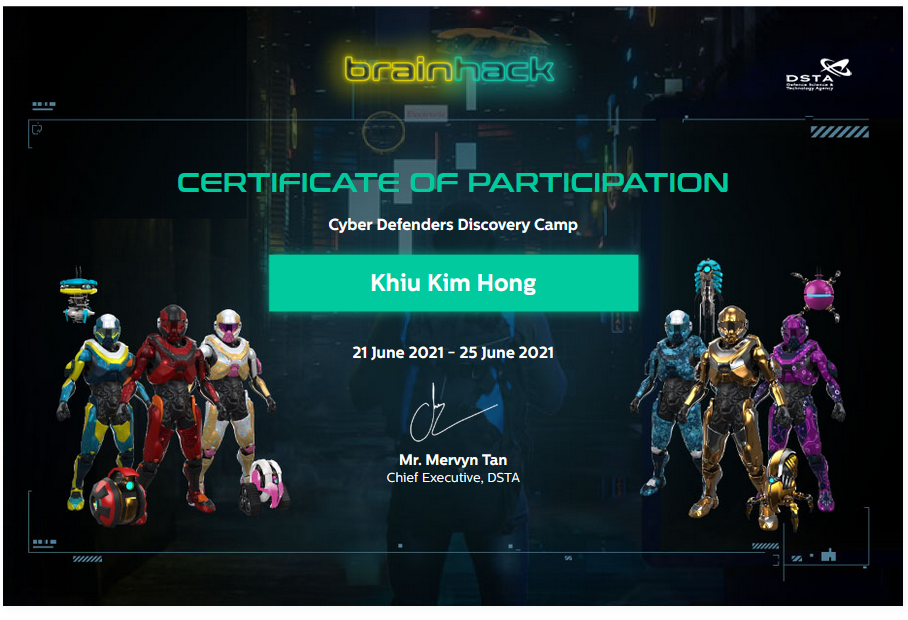 brainhack
DSTA
Defence Science &
Technology Agency
CERTIFICATE OF PARTICIPATION
Cyber Defenders Discovery Camp
Khiu Kim Hong
21 June 2021 - 25 June 2021
Mr. Mervyn Tan
Chief Executive, DSTA